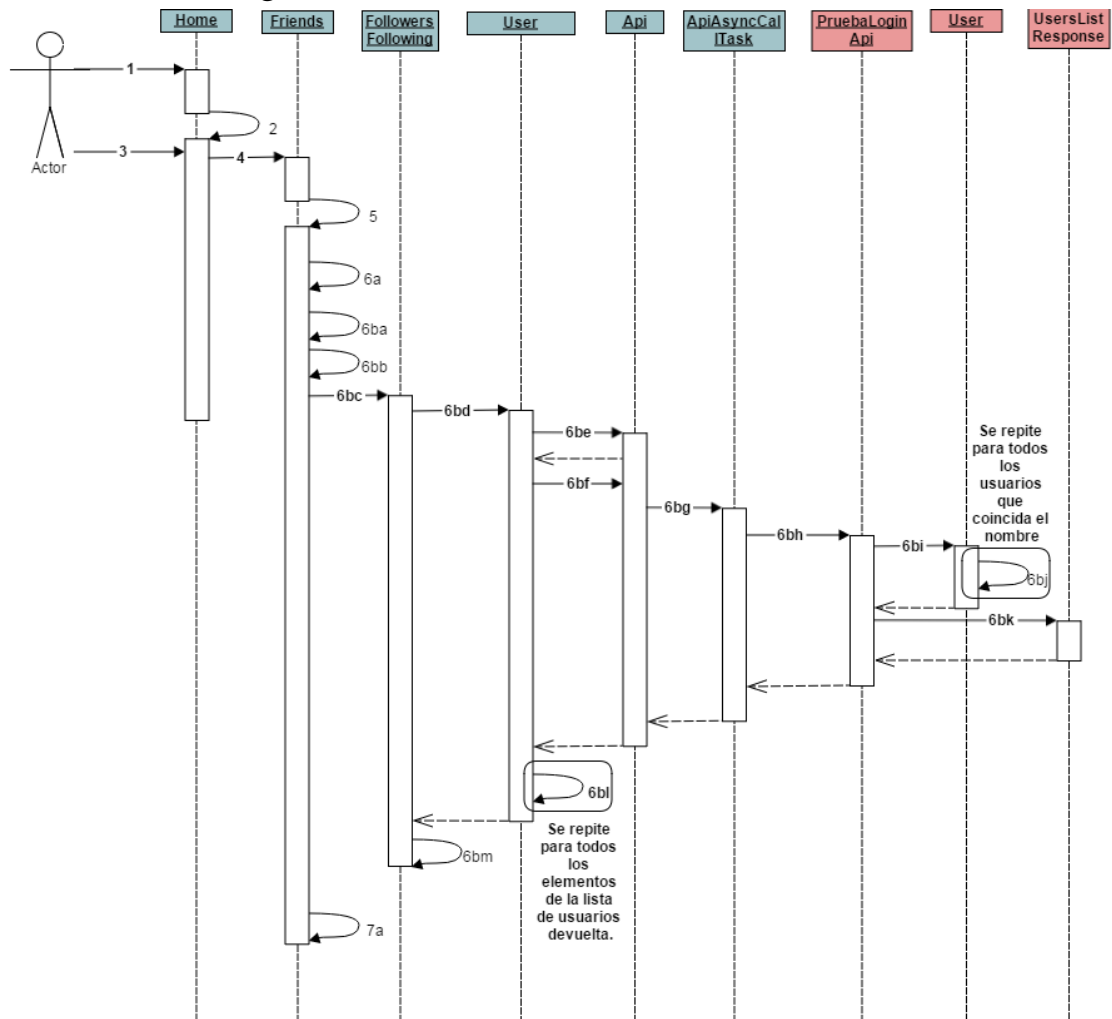 Home
Friends
Followers
Following
User
Api
ApiAsyncCal
lTask
PruebaLogin
Api
User
UsersList
Response
Actor
1
2
3
4
5
6a
6ba
6bb
6bc
6bd
6be
6bf
6bg
6bh
6bi
Se repite
para todos
los
usuarios
que
coincida el
nombre
6bj
6bk
6bl
Se repite
para todos
los
elementos
de la lista
de usuarios
devuelta.
6bm
7a